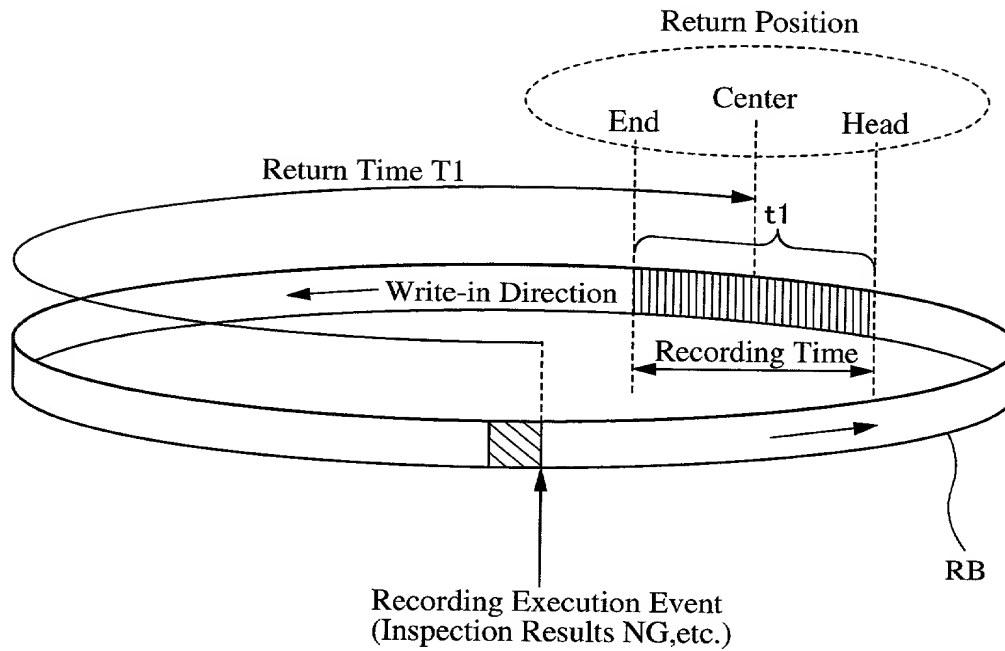 Return Position
Center
End
Head
Return Time T1
t1
Write-in Direction
Recording Time
RB
Recording Execution Event
(Inspection Results NG,etc.)